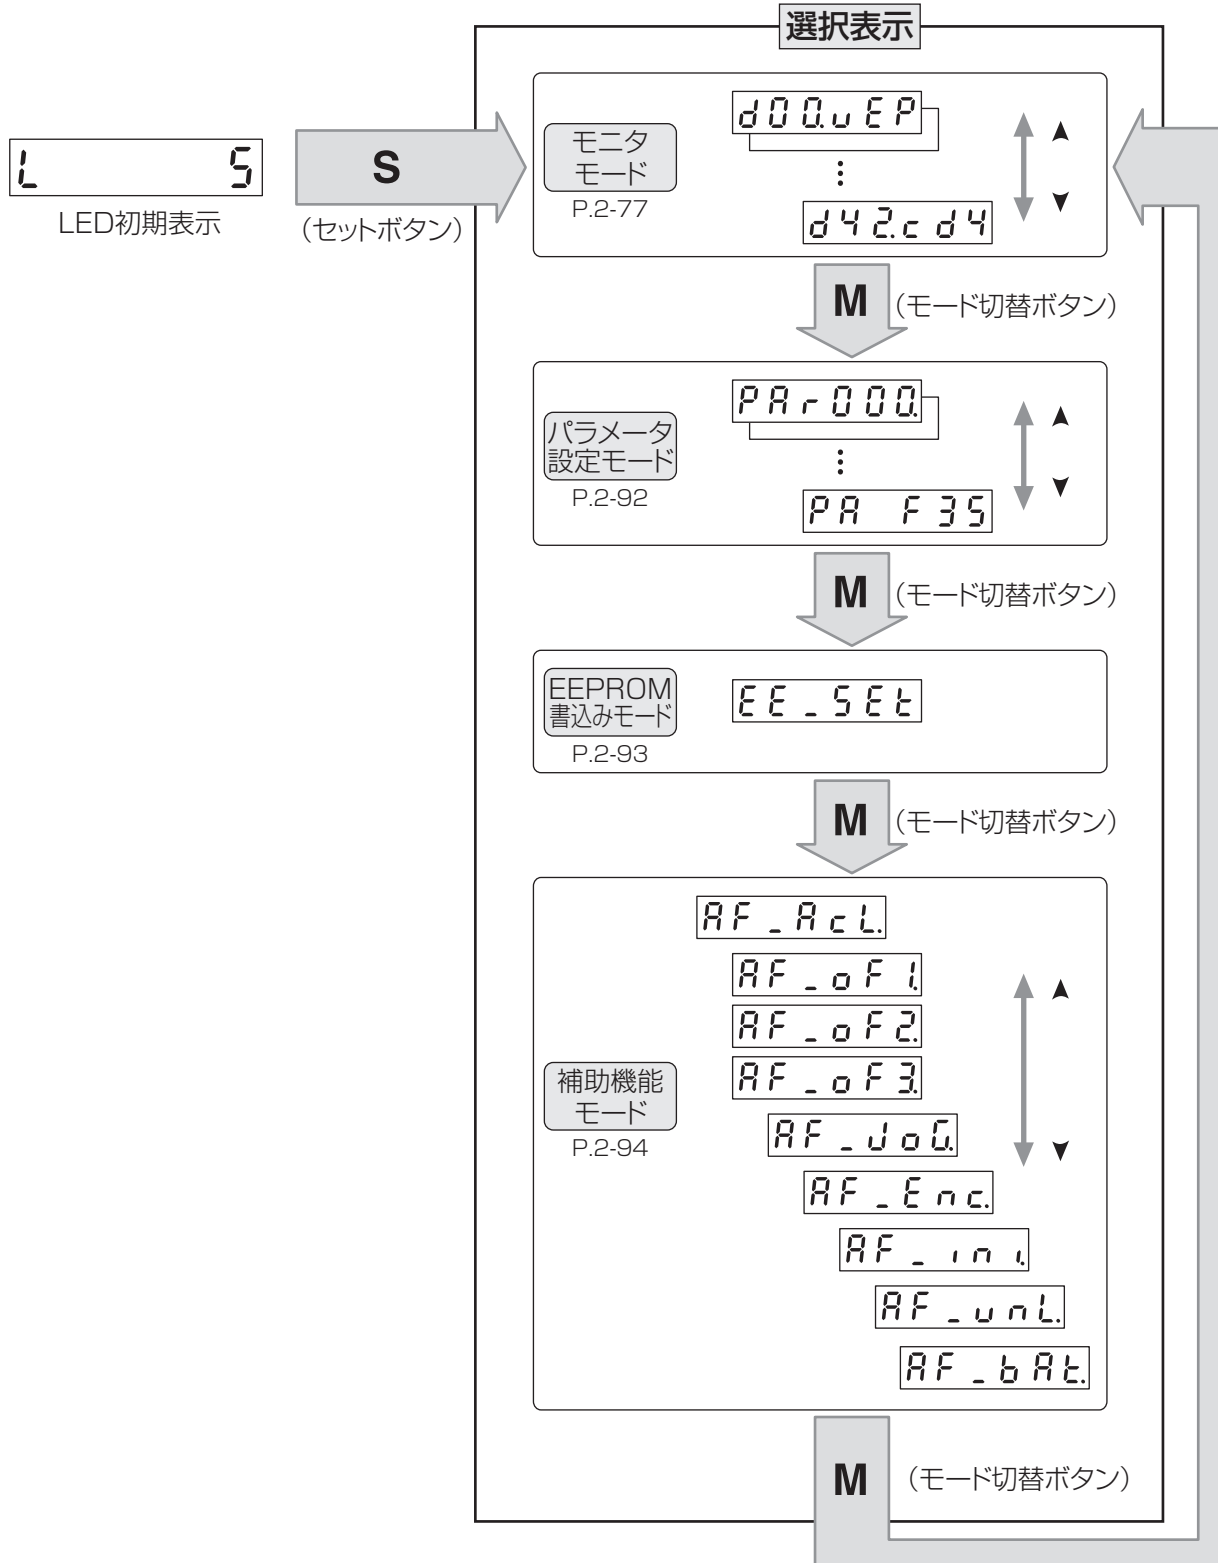 選択表示
d00.uEP
モニタ
モード
P.2-77
d42.cd4
L 5
LED初期表示
S
(セットボタン)
M
(モード切替ボタン)
PAr000.
パラメータ
設定モード
P.2-92
PA F35
M
(モード切替ボタン)
EEPROM
書込みモード
P.2-93
EE_SEt
M
(モード切替ボタン)
AF_AcL.
AF_oF1.
AF_oF2.
AF_oF3.
補助機能
モード
P.2-94
AF_JoG.
AF_Enc.
AF_ini.
AF_unL.
AF_bAt.
M
(モード切替ボタン)